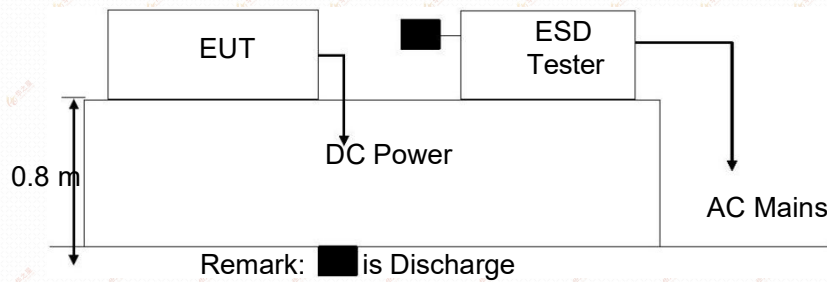 EUT
ESD
Tester
DC Power
0.8 m
AC Mains
Remark: is Discharge